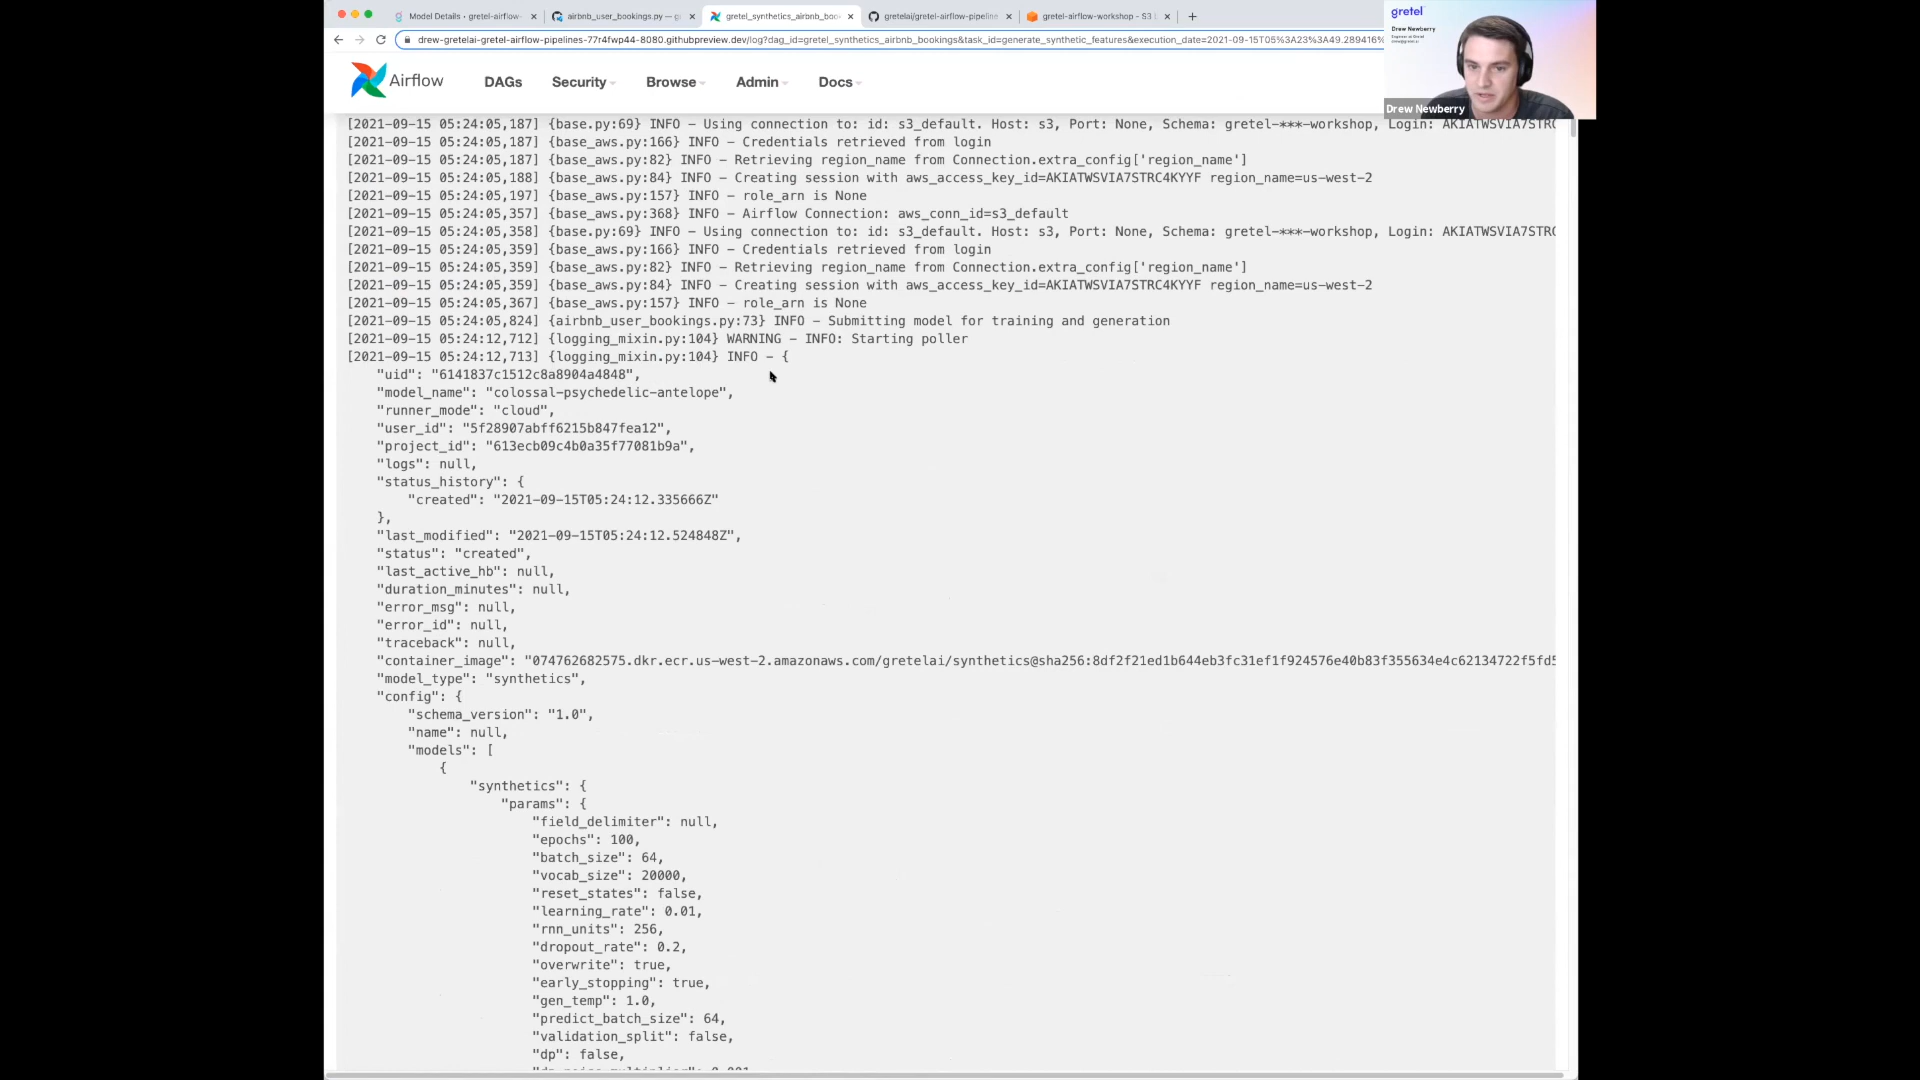 Model Details · gretel-airflow-
airbnb_user_bookings.py — g
gretel_synthetics_airbnb_boo
gretelai/gretel-airflow-pipeline
gretel-airflow-workshop - S3
drew-gretelai-gretel-airflow-pipelines-77r4fwp44-8080.githubpreview.dev/log?dag_id=gretel_synthetics_airbnb_bookings&task_id=generate_synthetic_features&execution_date=2021-09-15T05%3A23%3A49.289416%
gretel
Drew Newberry
Drew Newberry
Airflow
DAGs
Security
Browse
Admin
Docs
[2021-09-15 05:24:05,187] {base.py:69} INFO - Using connection to: id: s3_default. Host: s3, Port: None, Schema: gretel-***-workshop, Login: AKIATWSVIA7STRC
[2021-09-15 05:24:05,187] {base_aws.py:166} INFO - Credentials retrieved from login
[2021-09-15 05:24:05,187] {base_aws.py:82} INFO - Retrieving region_name from Connection.extra_config['region_name']
[2021-09-15 05:24:05,188] {base_aws.py:84} INFO - Creating session with aws_access_key_id=AKIATWSVIA7STRC4KYYF region_name=us-west-2
[2021-09-15 05:24:05,197] {base_aws.py:157} INFO - role_arn is None
[2021-09-15 05:24:05,357] {base_aws.py:368} INFO - Airflow Connection: aws_conn_id=s3_default
[2021-09-15 05:24:05,358] {base.py:69} INFO - Using connection to: id: s3_default. Host: s3, Port: None, Schema: gretel-***-workshop, Login: AKIATWSVIA7STRC
[2021-09-15 05:24:05,359] {base_aws.py:166} INFO - Credentials retrieved from login
[2021-09-15 05:24:05,359] {base_aws.py:82} INFO - Retrieving region_name from Connection.extra_config['region_name']
[2021-09-15 05:24:05,359] {base_aws.py:84} INFO - Creating session with aws_access_key_id=AKIATWSVIA7STRC4KYYF region_name=us-west-2
[2021-09-15 05:24:05,367] {base_aws.py:157} INFO - role_arn is None
[2021-09-15 05:24:05,824] {airbnb_user_bookings.py:73} INFO - Submitting model for training and generation
[2021-09-15 05:24:12,712] {logging_mixin.py:104} WARNING - INFO: Starting poller
[2021-09-15 05:24:12,713] {logging_mixin.py:104} INFO - {
"uid": "6141837c1512c8a8904a4848",
"model_name": "colossal-psychedelic-antelope",
"runner_mode": "cloud",
"user_id": "5f28907abff6215b847fea12",
"project_id": "613ecb09c4b0a35f77081b9a",
"logs": null,
"status_history": {
"created": "2021-09-15T05:24:12.335666Z"
},
"last_modified": "2021-09-15T05:24:12.524848Z",
"status": "created",
"last_active_hb": null,
"duration_minutes": null,
"error_msg": null,
"error_id": null,
"traceback": null,
"container_image": "074762682575.dkr.ecr.us-west-2.amazonaws.com/gretelai/synthetics@sha256:8df2f21ed1b644eb3fc31ef1f924576e40b83f355634e4c62134722f5fd5
"model_type": "synthetics",
"config": {
"schema_version": "1.0",
"name": null,
"models": [
{
"synthetics": {
"params": {
"field_delimiter": null,
"epochs": 100,
"batch_size": 64,
"vocab_size": 20000,
"reset_states": false,
"learning_rate": 0.01,
"rnn_units": 256,
"dropout_rate": 0.2,
"overwrite": true,
"early_stopping": true,
"gen_temp": 1.0,
"predict_batch_size": 64,
"validation_split": false,
"dp": false,